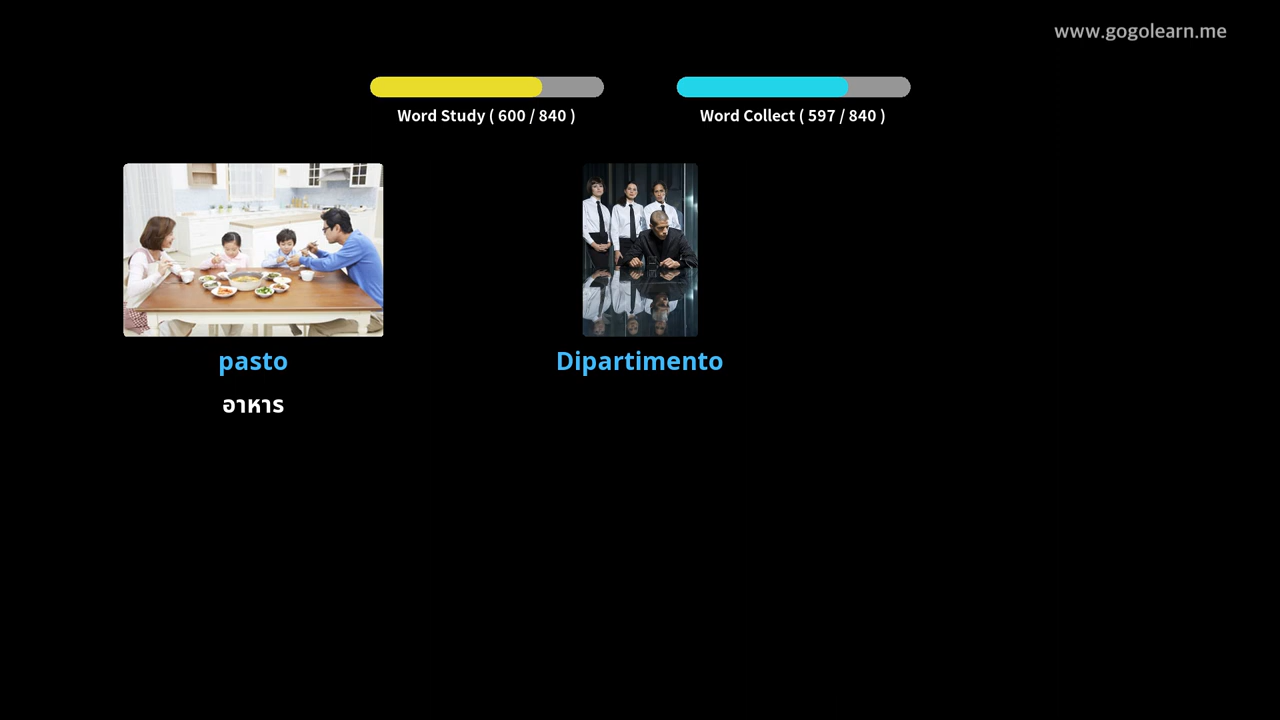 www.gogolearn.me
Word Study ( 600 / 840 )
Word Collect ( 597 / 840 )
pasto
Dipartimento
อาหาร